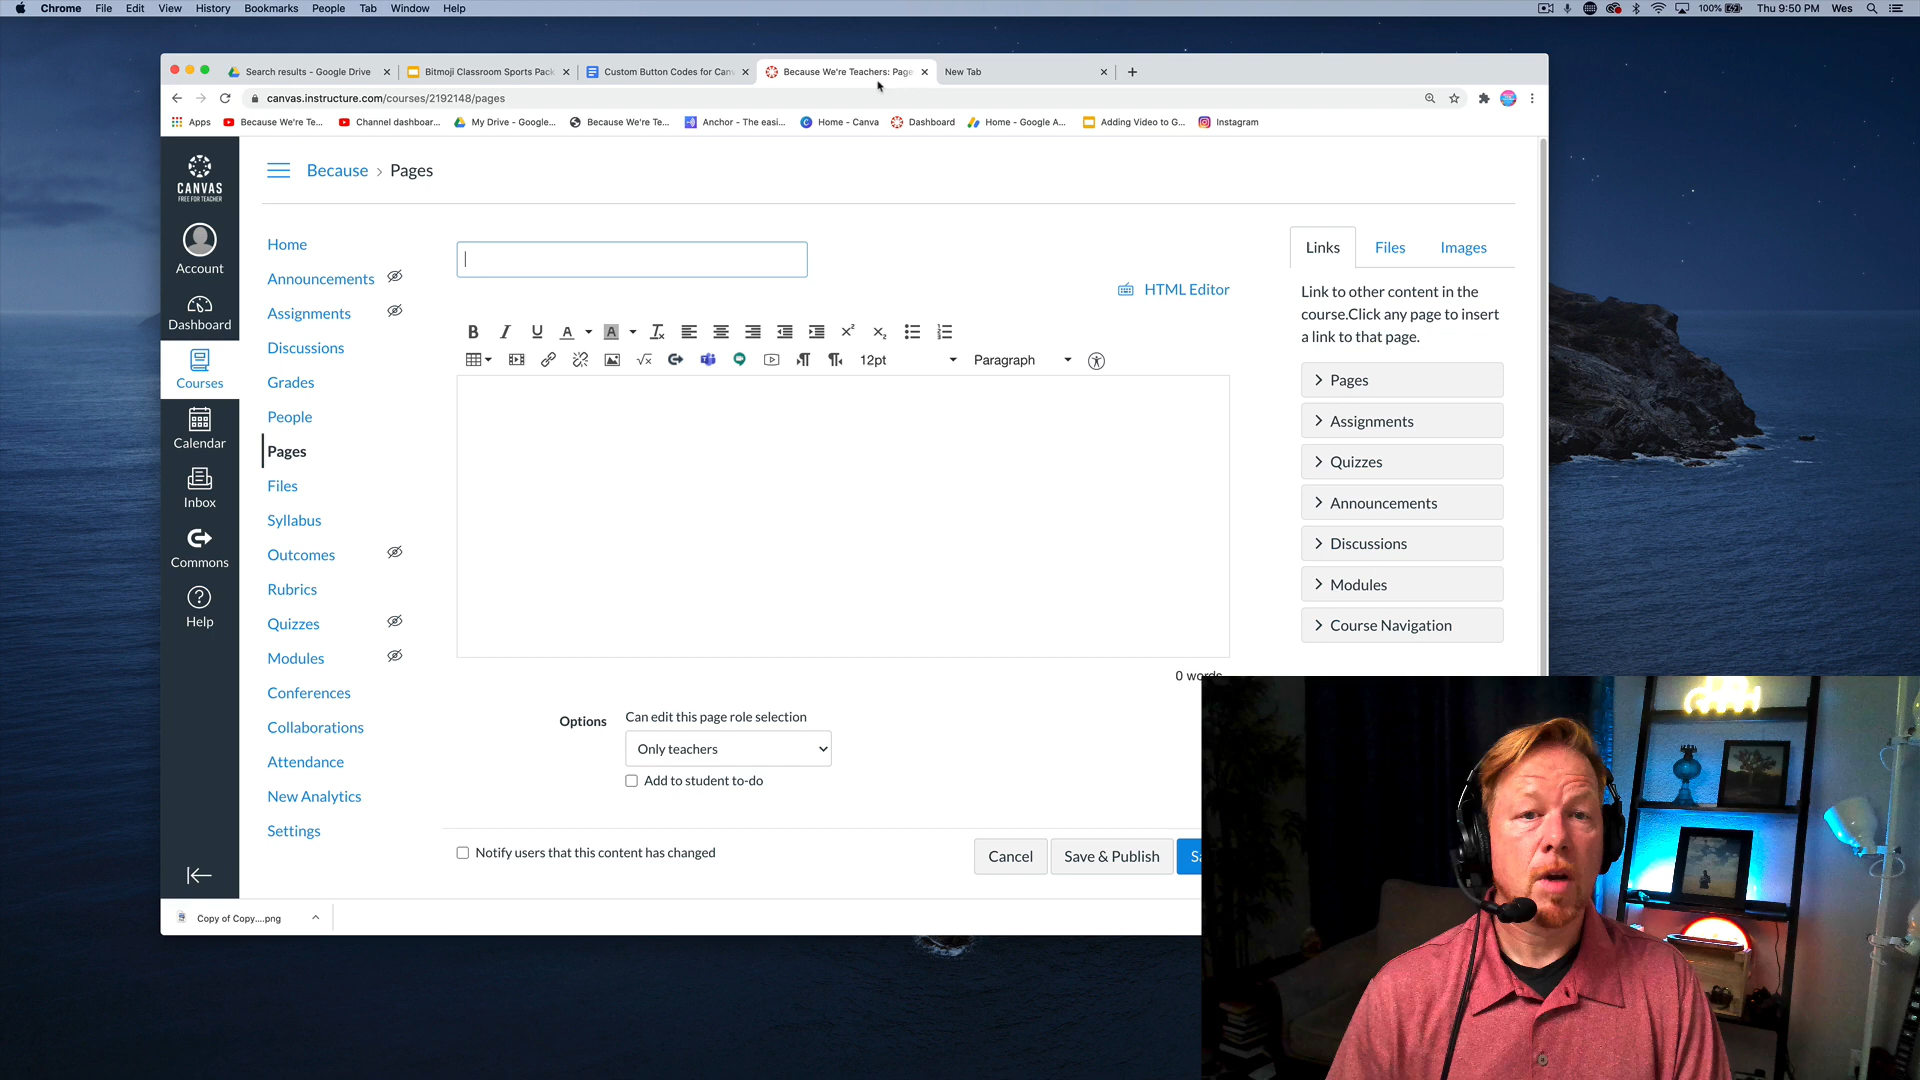 Chrome File Edit View History Bookmarks People Tab Window Help
100% Thu 9:50 PM Wes
Search results - Google Drive
Bitmoji Classroom Sports Pack
Custom Button Codes for Can
Because We're Teachers: Page
New Tab
canvas.instructure.com/courses/2192148/pages
Apps
Because We're Te...
Channel dashboar...
My Drive - Google...
Because We're Te...
Anchor - The easi...
Home - Canva
Dashboard
Home - Google A...
Adding Video to G...
Instagram
CANVAS
FREE FOR TEACHER
Account
Dashboard
Courses
Calendar
Inbox
Commons
Help
Because > Pages
Home
Announcements
Assignments
Discussions
Grades
People
Pages
Files
Syllabus
Outcomes
Rubrics
Quizzes
Modules
Conferences
Collaborations
Attendance
New Analytics
Settings
HTML Editor
12pt
Paragraph
0 words
Options
Can edit this page role selection
Only teachers
Add to student to-do
Notify users that this content has changed
Cancel
Save & Publish
Sa
Links
Files
Images
Link to other content in the
course.Click any page to insert
a link to that page.
Pages
Assignments
Quizzes
Announcements
Discussions
Modules
Course Navigation
Copy of Copy....png